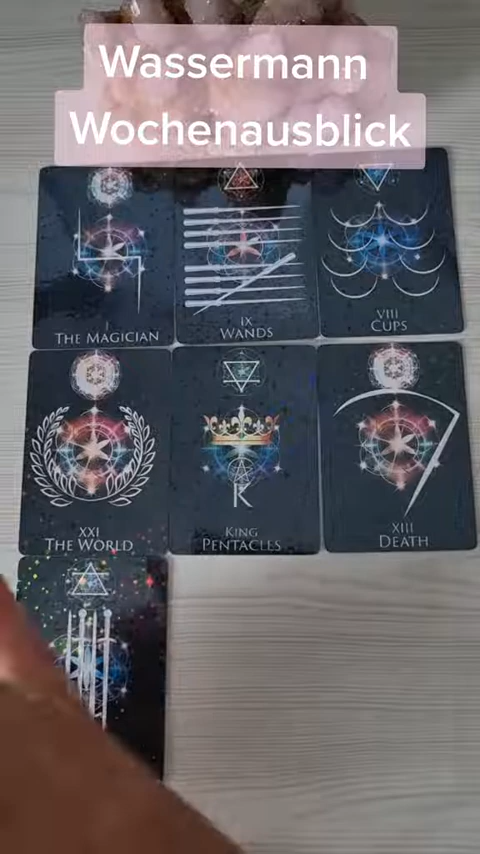 Wassermann
Wochenausblick
I
THE MAGICIAN
IX
WANDS
VIII
CUPS
XXI
THE WORLD
K
KING
PENTACLES
XIII
DEATH